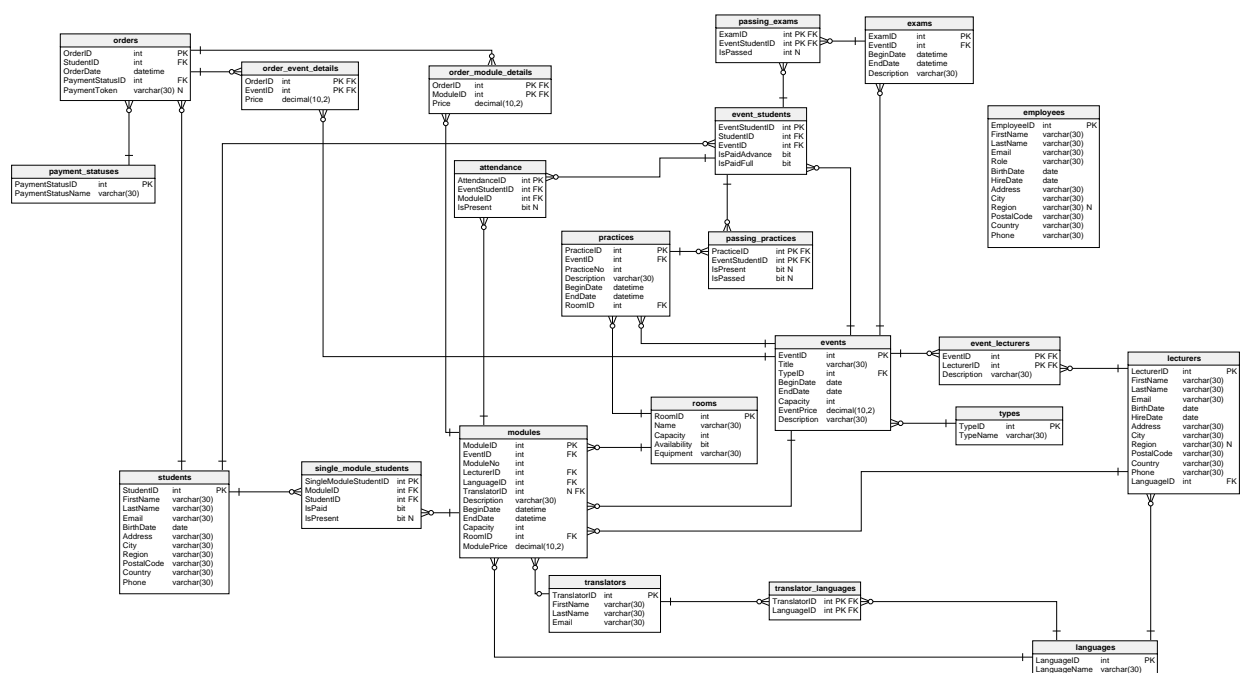 orders
OrderID int PK
StudentID int FK
OrderDate datetime
PaymentStatusID int FK
PaymentToken varchar(30) N
order_event_details
OrderID int PK FK
EventID int PK FK
Price decimal(10,2)
order_module_details
OrderID int PK FK
ModuleID int PK FK
Price decimal(10,2)
passing_exams
ExamID int PK FK
EventStudentID int PK FK
IsPassed int N
exams
ExamID int PK
EventID int FK
BeginDate datetime
EndDate datetime
Description varchar(30)
event_students
EventStudentID int PK
StudentID int FK
EventID int FK
IsPaidAdvance bit
IsPaidFull bit
employees
EmployeeID int PK
FirstName varchar(30)
LastName varchar(30)
Email varchar(30)
Role varchar(30)
BirthDate date
HireDate date
Address varchar(30)
City varchar(30)
Region varchar(30) N
PostalCode varchar(30)
Country varchar(30)
Phone varchar(30)
payment_statuses
PaymentStatusID int PK
PaymentStatusName varchar(30)
attendance
AttendanceID int PK
EventStudentID int FK
ModuleID int FK
IsPresent bit N
practices
PracticeID int PK
EventID int FK
PracticeNo int
Description varchar(30)
BeginDate datetime
EndDate datetime
RoomID int FK
passing_practices
PracticeID int PK FK
EventStudentID int PK FK
IsPresent bit N
IsPassed bit N
events
EventID int PK
Title varchar(30)
TypeID int FK
BeginDate date
EndDate date
Capacity int
EventPrice decimal(10,2)
Description varchar(30)
event_lecturers
EventID int PK FK
LecturerID int PK FK
Description varchar(30)
lecturers
LecturerID int PK
FirstName varchar(30)
LastName varchar(30)
Email varchar(30)
BirthDate date
HireDate date
Address varchar(30)
City varchar(30)
Region varchar(30) N
PostalCode varchar(30)
Country varchar(30)
Phone varchar(30)
LanguageID int FK
rooms
RoomID int PK
Name varchar(30)
Capacity int
Availability bit
Equipment varchar(30)
types
TypeID int PK
TypeName varchar(30)
modules
ModuleID int PK
EventID int FK
ModuleNo int
LecturerID int FK
LanguageID int FK
TranslatorID int N FK
Description varchar(30)
BeginDate datetime
EndDate datetime
Capacity int
RoomID int FK
ModulePrice decimal(10,2)
students
StudentID int PK
FirstName varchar(30)
LastName varchar(30)
Email varchar(30)
BirthDate date
Address varchar(30)
City varchar(30)
Region varchar(30)
PostalCode varchar(30)
Country varchar(30)
Phone varchar(30)
single_module_students
SingleModuleStudentID int PK
ModuleID int FK
StudentID int FK
IsPaid bit
IsPresent bit N
translators
TranslatorID int PK
FirstName varchar(30)
LastName varchar(30)
Email varchar(30)
translator_languages
TranslatorID int PK FK
LanguageID int PK FK
languages
LanguageID int PK
LanguageName varchar(30)